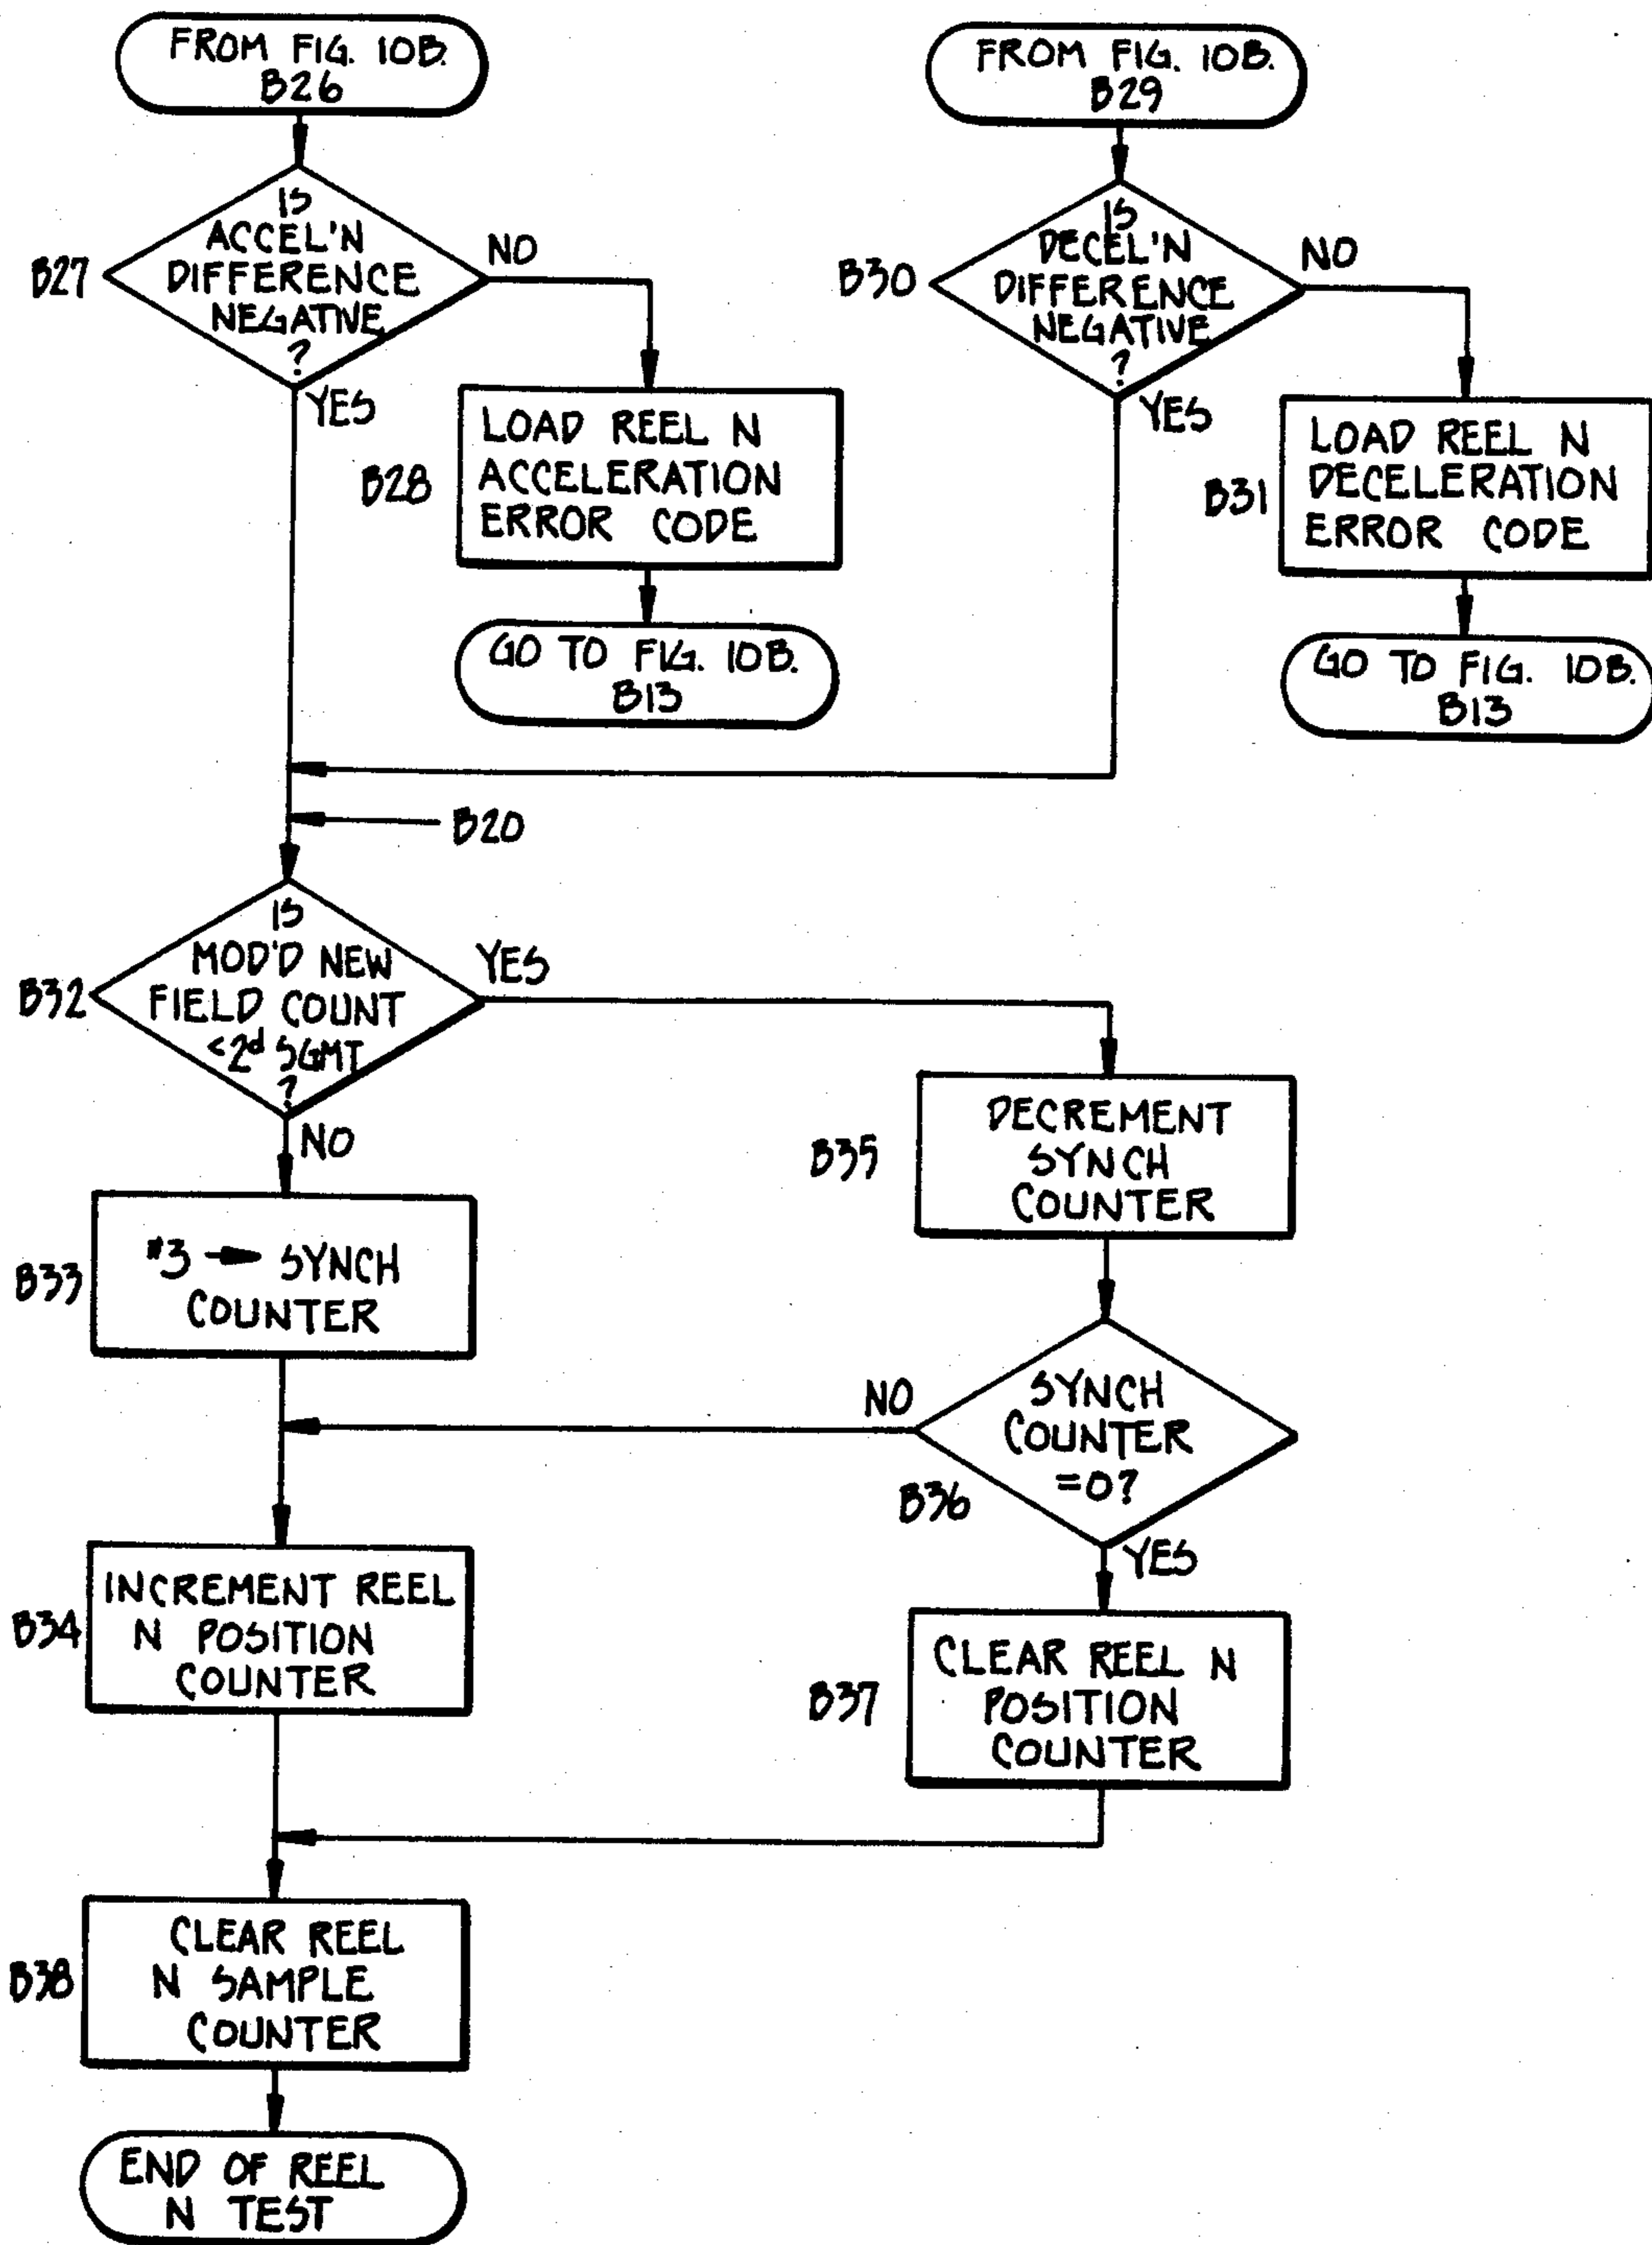 FROM FIG. 10B.
B26
IS
ACCEL'N
DIFFERENCE
NEGATIVE
?
B27
NO
YES
B28
LOAD REEL N
ACCELERATION
ERROR CODE
GO TO FIG. 10B.
B13
FROM FIG. 10B.
B29
IS
DECEL'N
DIFFERENCE
NEGATIVE
?
B30
NO
YES
B31
LOAD REEL N
DECELERATION
ERROR CODE
GO TO FIG. 10B.
B13
B20
IS
MOD'D NEW
FIELD COUNT
<2d SGMT
?
B32
YES
NO
B33
#3 → SYNCH
COUNTER
B35
DECREMENT
SYNCH
COUNTER
NO
SYNCH
COUNTER
=0?
B36
YES
B34
INCREMENT REEL
N POSITION
COUNTER
B37
CLEAR REEL N
POSITION
COUNTER
B38
CLEAR REEL
N SAMPLE
COUNTER
END OF REEL
N TEST